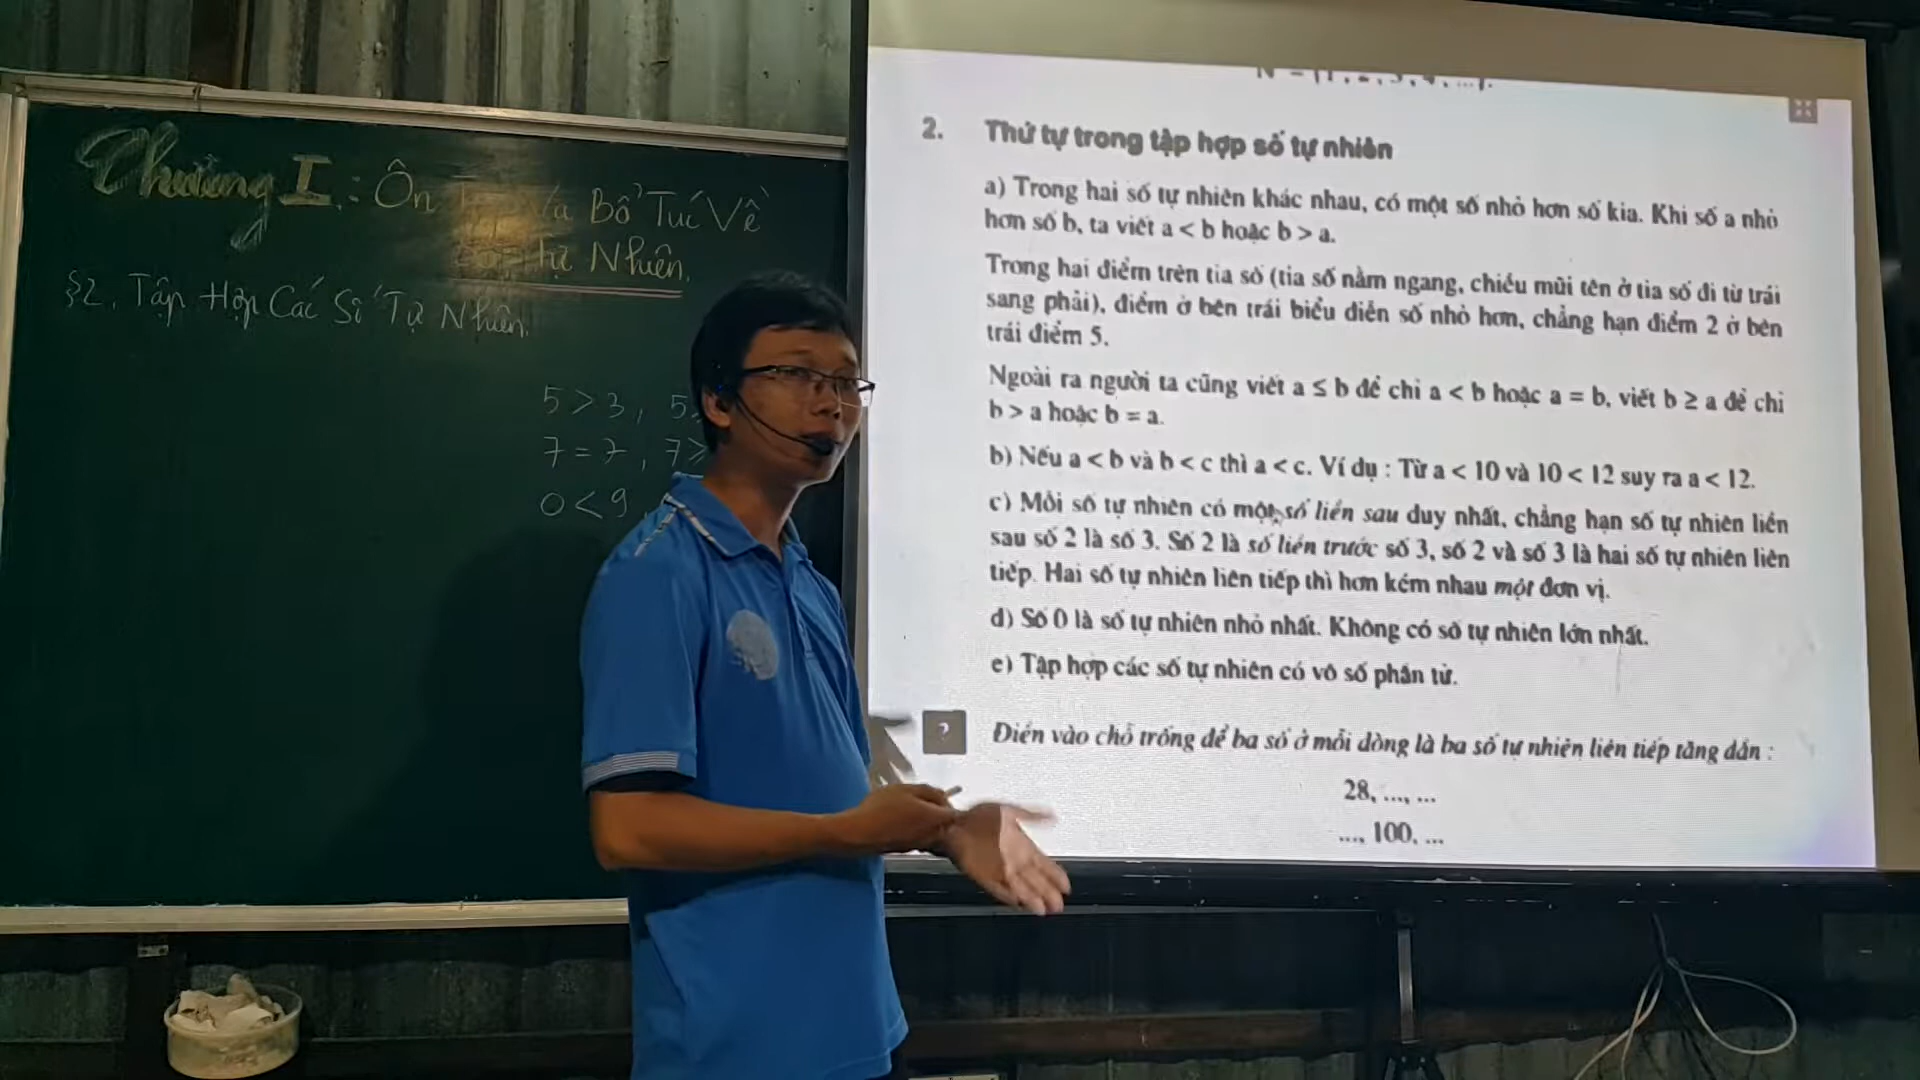 Chương I : Ôn Tập Và Bổ Túc Về
Số Tự Nhiên.
§2. Tập Hợp Các Số Tự Nhiên.
5 > 3, 5
7 = 7, 7 ≥
0 < 9
2. Thứ tự trong tập hợp số tự nhiên
a) Trong hai số tự nhiên khác nhau, có một số nhỏ hơn số kia. Khi số a nhỏ
hơn số b, ta viết a < b hoặc b > a.
Trong hai điểm trên tia số (tia số nằm ngang, chiều mũi tên ở tia số đi từ trái
sang phải), điểm ở bên trái biểu diễn số nhỏ hơn, chẳng hạn điểm 2 ở bên
trái điểm 5.
Ngoài ra người ta cũng viết a ≤ b để chỉ a < b hoặc a = b, viết b ≥ a để chỉ
b > a hoặc b = a.
b) Nếu a < b và b < c thì a < c. Ví dụ : Từ a < 10 và 10 < 12 suy ra a < 12.
c) Mỗi số tự nhiên có một số liền sau duy nhất, chẳng hạn số tự nhiên liền
sau số 2 là số 3. Số 2 là số liền trước số 3, số 2 và số 3 là hai số tự nhiên liên
tiếp. Hai số tự nhiên liên tiếp thì hơn kém nhau một đơn vị.
d) Số 0 là số tự nhiên nhỏ nhất. Không có số tự nhiên lớn nhất.
e) Tập hợp các số tự nhiên có vô số phần tử.
? Điền vào chỗ trống để ba số ở mỗi dòng là ba số tự nhiên liên tiếp tăng dần :
28, ..., ...
..., 100, ...